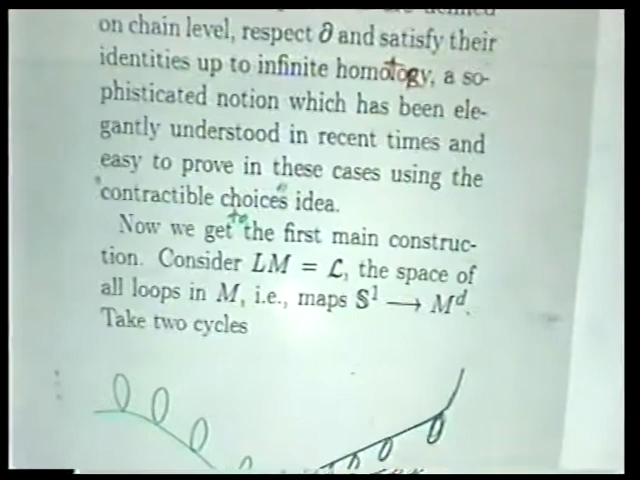 on chain level, respect ∂ and satisfy their
identities up to infinite homotogy, a so-
phisticated notion which has been ele-
gantly understood in recent times and
easy to prove in these cases using the
"contractible choices" idea.
Now we get to the first main construc-
tion. Consider LM = ℒ, the space of
all loops in M, i.e., maps 𝕊¹ ⟶ Mᵈ.
Take two cycles